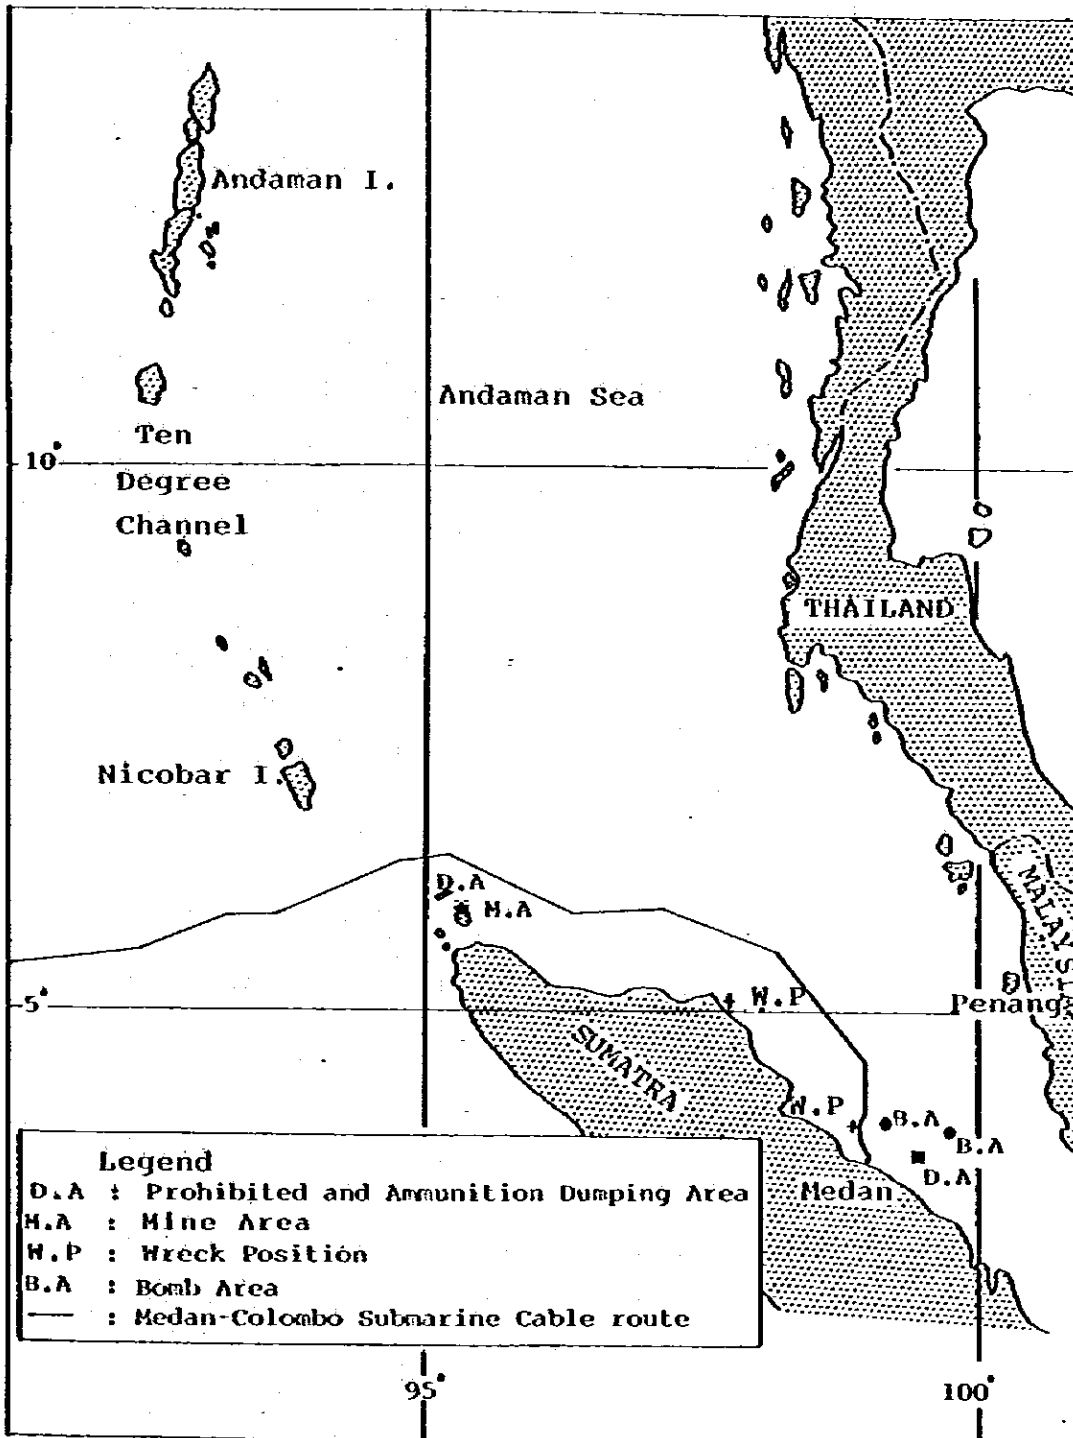 Andaman I.
Andaman Sea
Ten
10°
Degree
Channel
THAILAND
Nicobar I.
D.A
M.A
MALAYSI
5°
W.P
Penang
SUMATRA
W.P
B.A
B.A
D.A
Medan
Legend
D.A : Prohibited and Ammunition Dumping Area
M.A : Mine Area
W.P : Wreck Position
B.A : Bomb Area
— : Medan-Colombo Submarine Cable route
95°
100°